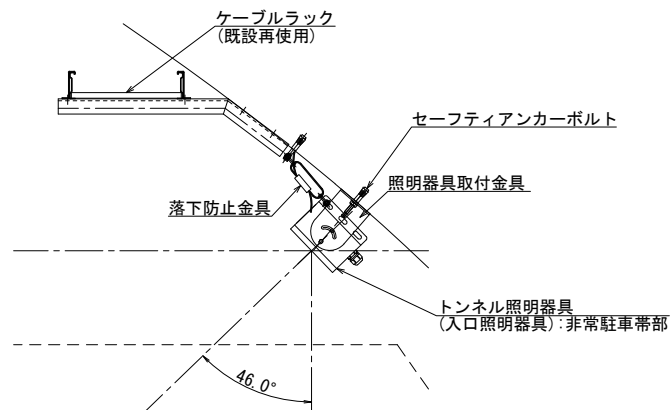 ケーブルラック
(既設再使用)
セーフティアンカーボルト
照明器具取付金具
落下防止金具
トンネル照明器具
(入口照明器具):非常駐車帯部
46.0°